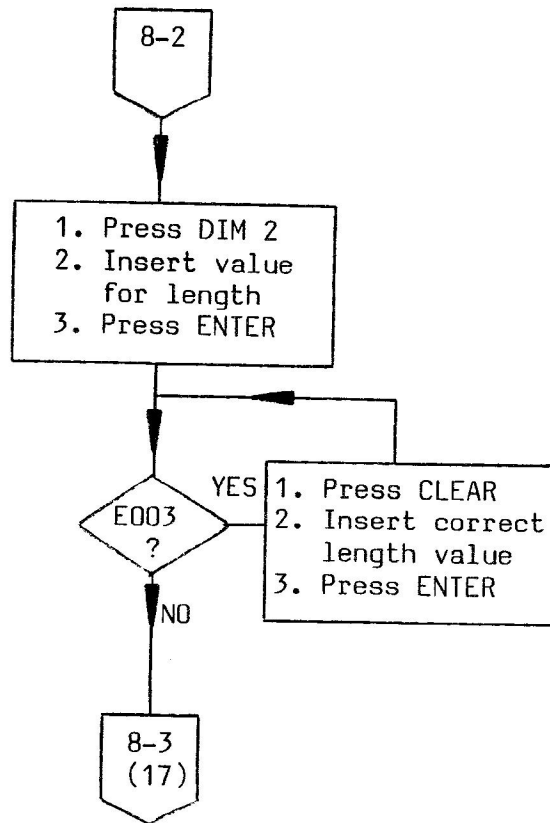 8-2
1. Press DIM 2
2. Insert value
for length
3. Press ENTER
E003
?
YES
1. Press CLEAR
2. Insert correct
length value
3. Press ENTER
NO
8-3
(17)